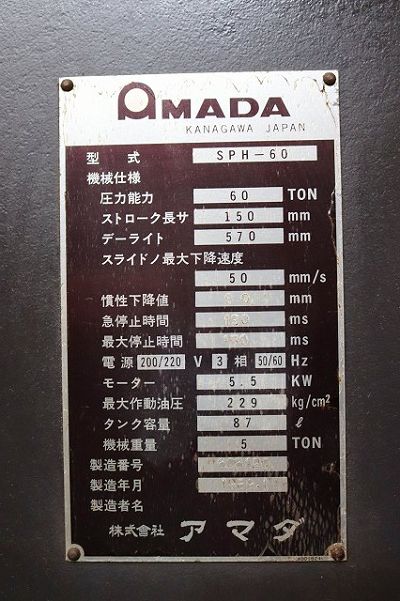 AMADA
KANAGAWA JAPAN
型式 SPH-60
機械仕様
圧力能力 60 TON
ストローク長サ 150 mm
デーライト 570 mm
スライドノ最大下降速度
50 mm/s
慣性下降値 mm
急停止時間 ms
最大停止時間 ms
電源 200/220 V 3 相 50/60 Hz
モーター 5.5 KW
最大作動油圧 229 kg/cm²
タンク容量 87 ℓ
機械重量 5 TON
製造番号
製造年月
製造者名
株式会社 アマダ